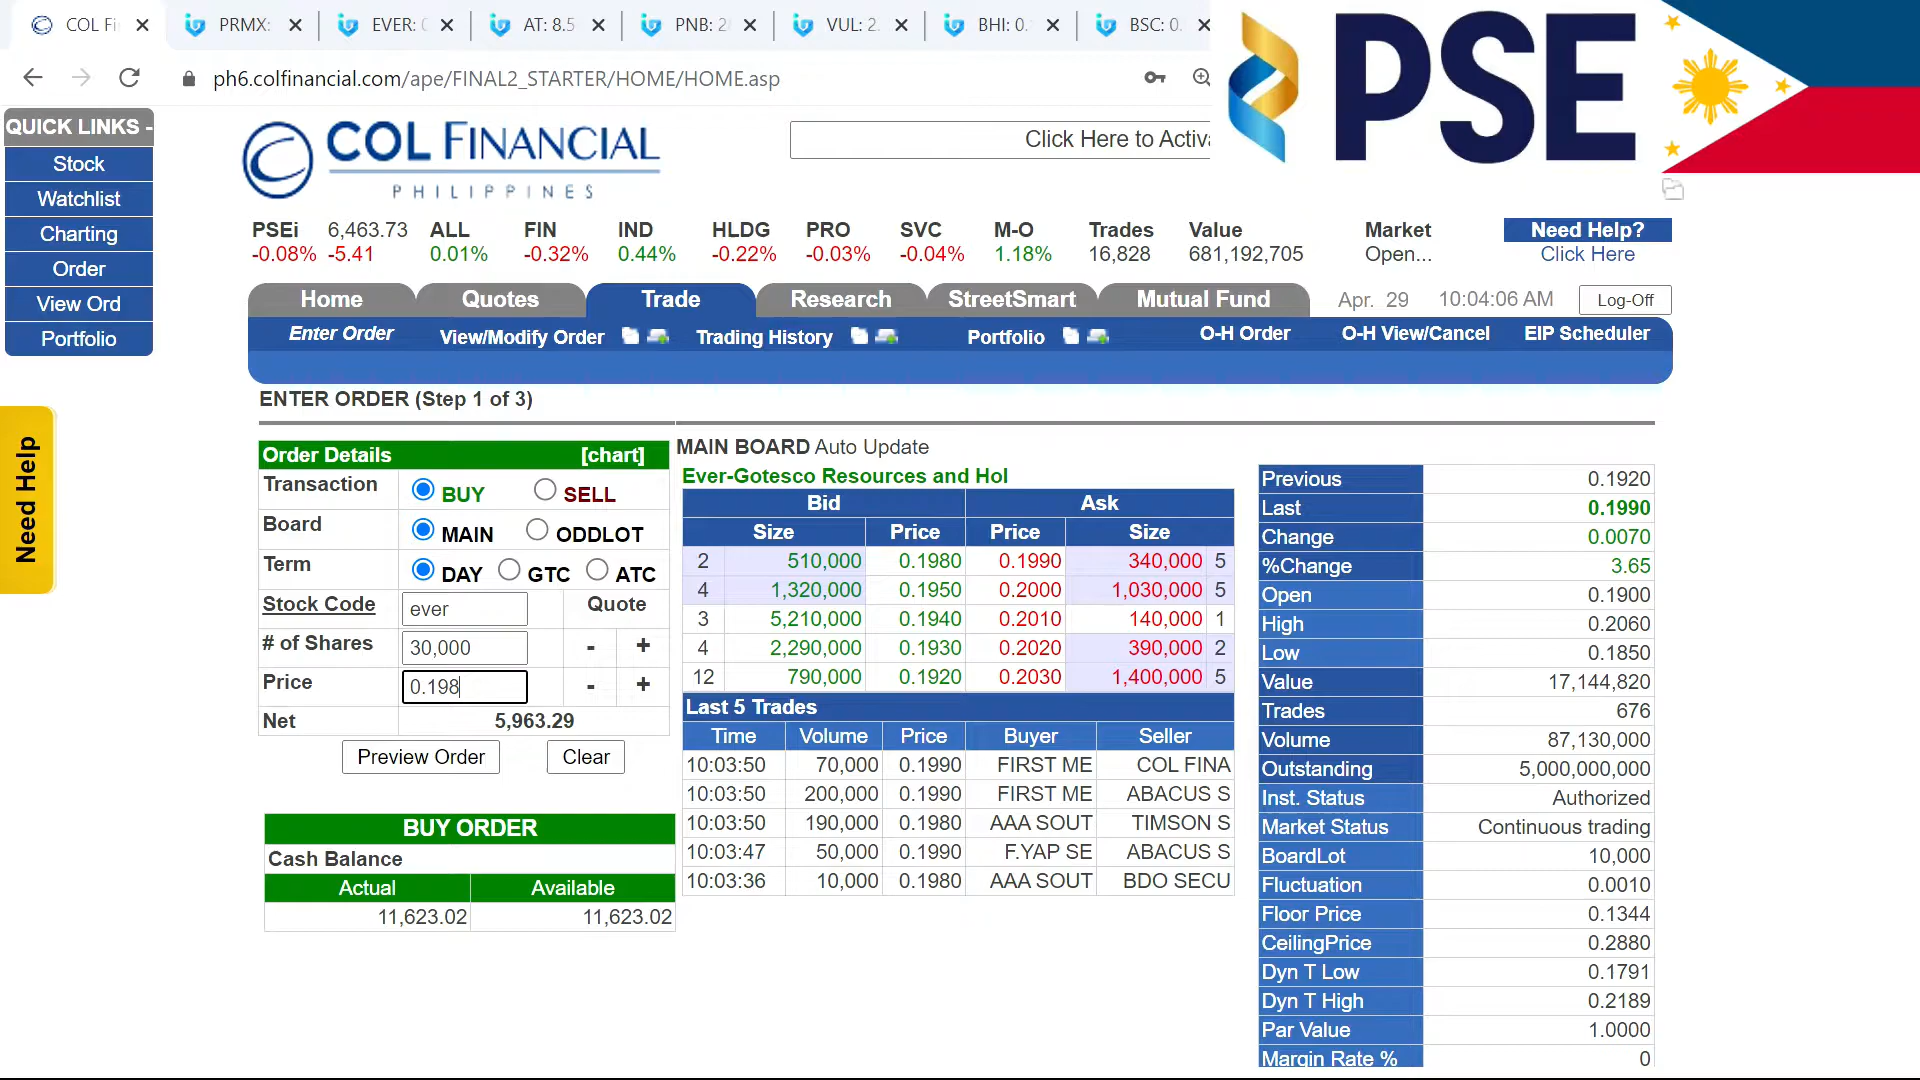 COL Fi
PRMX:
EVER: 0
AT: 8.5
PNB: 2
VUL: 2.
BHI: 0.
BSC: 0.
PSE
ph6.colfinancial.com/ape/FINAL2_STARTER/HOME/HOME.asp
QUICK LINKS -
Stock
Watchlist
Charting
Order
View Ord
Portfolio
Need Help
COL FINANCIAL
PHILIPPINES
Click Here to Activa
PSEi 6,463.73 ALL FIN IND HLDG PRO SVC M-O Trades Value Market Need Help?
-0.08% -5.41 0.01% -0.32% 0.44% -0.22% -0.03% -0.04% 1.18% 16,828 681,192,705 Open... Click Here
Home Quotes Trade Research StreetSmart Mutual Fund Apr. 29 10:04:06 AM Log-Off
Enter Order View/Modify Order Trading History Portfolio O-H Order O-H View/Cancel EIP Scheduler
ENTER ORDER (Step 1 of 3)
Order Details [chart]
Transaction BUY SELL
Board MAIN ODDLOT
Term DAY GTC ATC
Stock Code ever Quote
# of Shares 30,000 - +
Price 0.198 - +
Net 5,963.29
Preview Order Clear
BUY ORDER
Cash Balance
Actual Available
11,623.02 11,623.02
MAIN BOARD Auto Update
Ever-Gotesco Resources and Hol
Bid Ask
Size Price Price Size
2 510,000 0.1980 0.1990 340,000 5
4 1,320,000 0.1950 0.2000 1,030,000 5
3 5,210,000 0.1940 0.2010 140,000 1
4 2,290,000 0.1930 0.2020 390,000 2
12 790,000 0.1920 0.2030 1,400,000 5
Last 5 Trades
Time Volume Price Buyer Seller
10:03:50 70,000 0.1990 FIRST ME COL FINA
10:03:50 200,000 0.1990 FIRST ME ABACUS S
10:03:50 190,000 0.1980 AAA SOUT TIMSON S
10:03:47 50,000 0.1990 F.YAP SE ABACUS S
10:03:36 10,000 0.1980 AAA SOUT BDO SECU
Previous 0.1920
Last 0.1990
Change 0.0070
%Change 3.65
Open 0.1900
High 0.2060
Low 0.1850
Value 17,144,820
Trades 676
Volume 87,130,000
Outstanding 5,000,000,000
Inst. Status Authorized
Market Status Continuous trading
BoardLot 10,000
Fluctuation 0.0010
Floor Price 0.1344
CeilingPrice 0.2880
Dyn T Low 0.1791
Dyn T High 0.2189
Par Value 1.0000
Margin Rate % 0